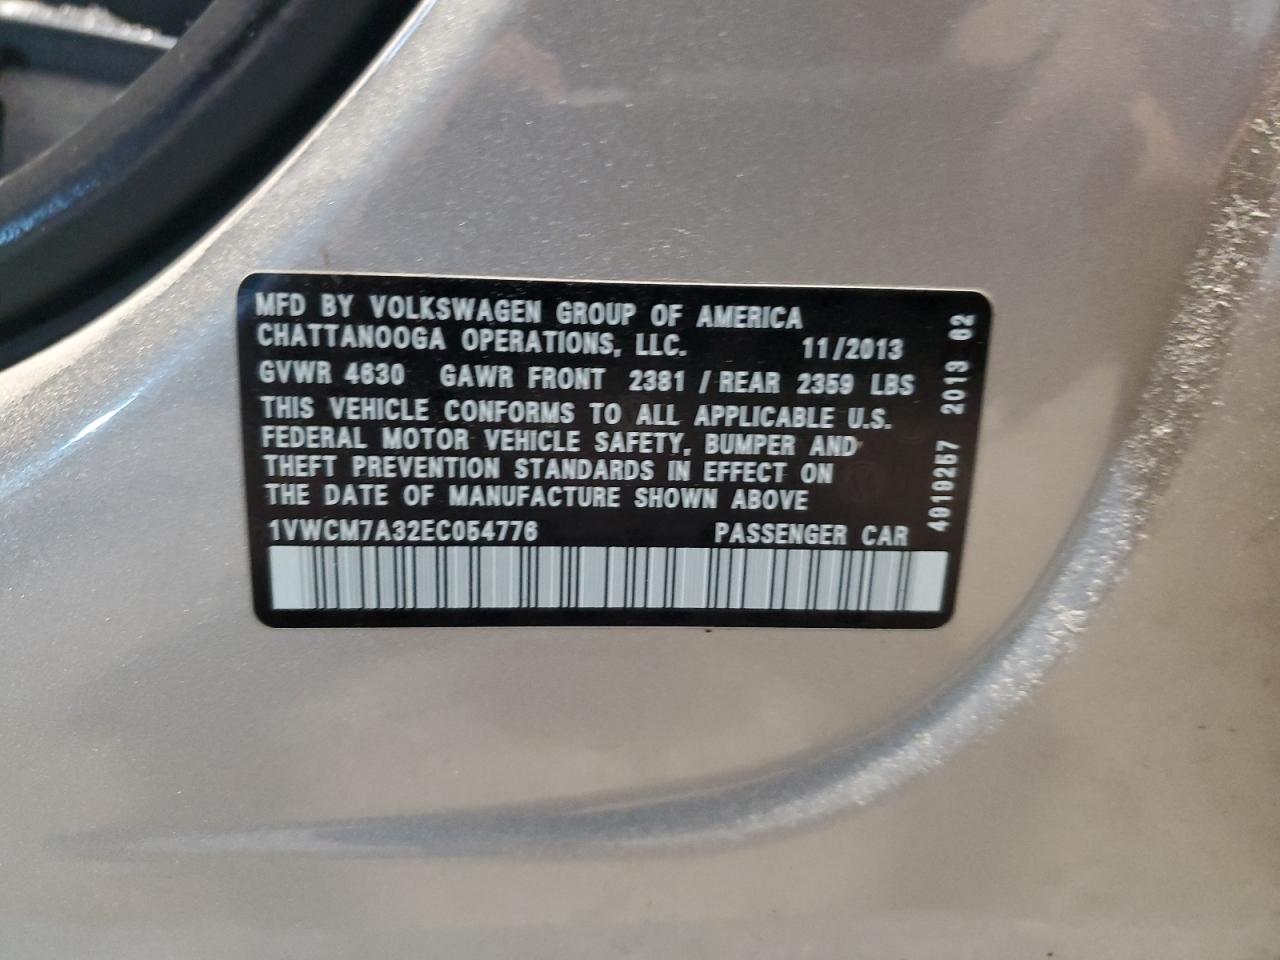 MFD BY VOLKSWAGEN GROUP OF AMERICA
CHATTANOOGA OPERATIONS, LLC. 11/2013
GVWR 4630 GAWR FRONT 2381 / REAR 2359 LBS
THIS VEHICLE CONFORMS TO ALL APPLICABLE U.S.
FEDERAL MOTOR VEHICLE SAFETY, BUMPER AND
THEFT PREVENTION STANDARDS IN EFFECT ON
THE DATE OF MANUFACTURE SHOWN ABOVE
1VWCM7A32EC054776 PASSENGER CAR
4919267 2013 62